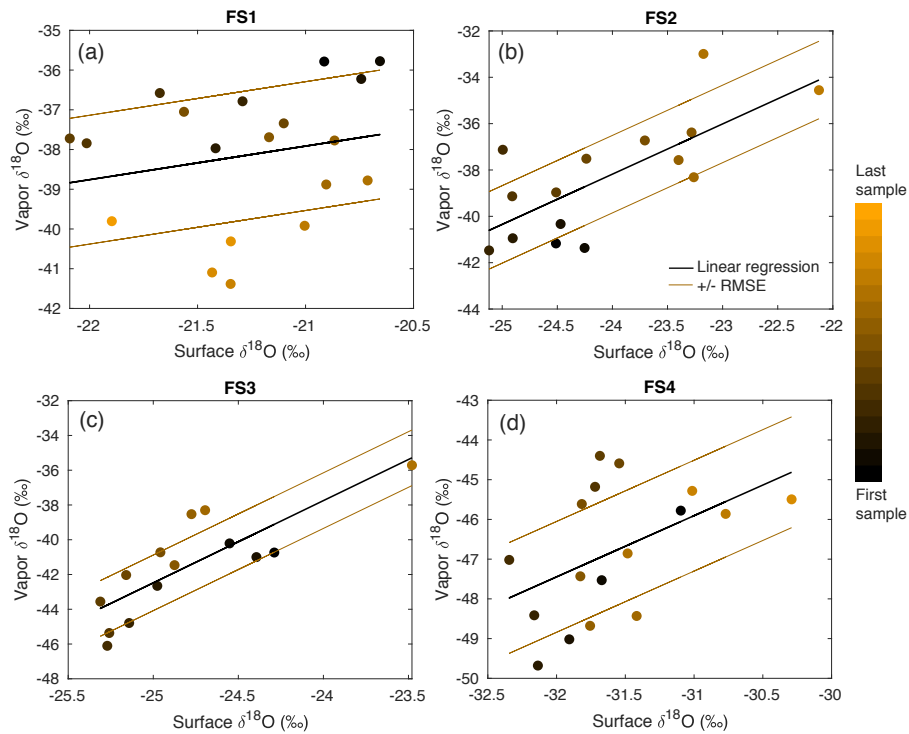 FS1
(a)
Vapor δ18O (‰)
-35
-36
-37
-38
-39
-40
-41
-42
-22
-21.5
-21
-20.5
Surface δ18O (‰)
FS2
(b)
Vapor δ18O (‰)
-32
-34
-36
-38
-40
-42
-44
-25
-24.5
-24
-23.5
-23
-22.5
-22
Surface δ18O (‰)
Linear regression
+/- RMSE
Last
sample
First
sample
FS3
(c)
Vapor δ18O (‰)
-32
-34
-36
-38
-40
-42
-44
-46
-48
-25.5
-25
-24.5
-24
-23.5
Surface δ18O (‰)
FS4
(d)
Vapor δ18O (‰)
-43
-44
-45
-46
-47
-48
-49
-50
-32.5
-32
-31.5
-31
-30.5
-30
Surface δ18O (‰)